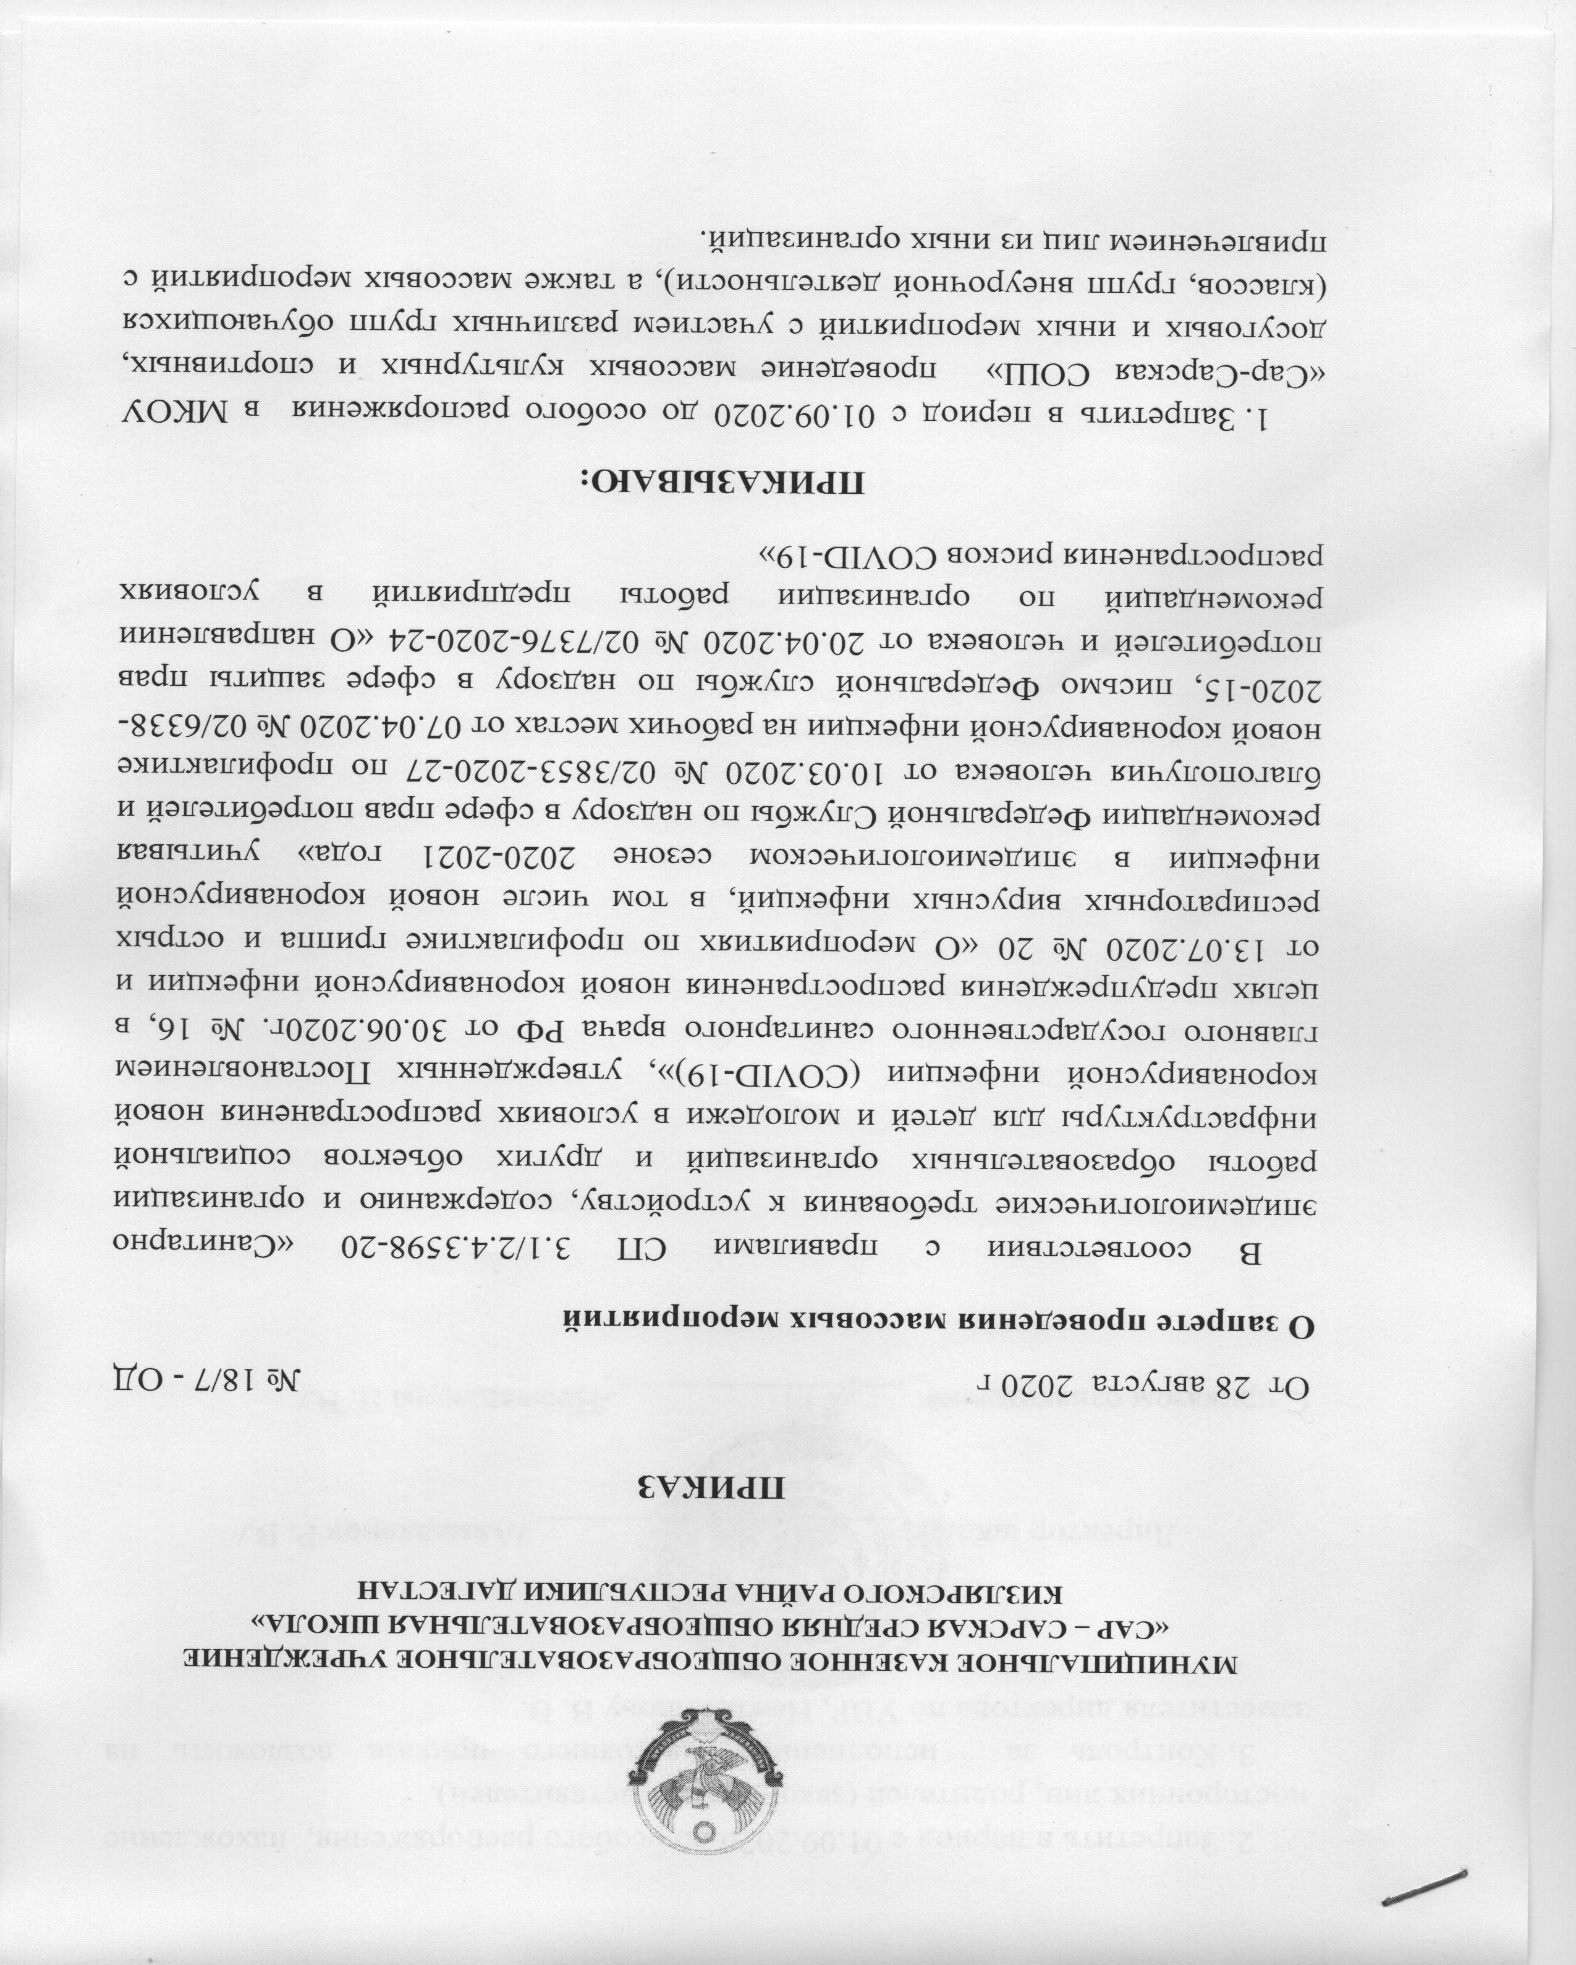 МУНИЦИПАЛЬНОЕ КАЗЕННОЕ ОБЩЕОБРАЗОВАТЕЛЬНОЕ УЧРЕЖДЕНИЕ
«САР – САРСКАЯ СРЕДНЯЯ ОБЩЕОБРАЗОВАТЕЛЬНАЯ ШКОЛА»
КИЗЛЯРСКОГО РАЙНА РЕСПУБЛИКИ ДАГЕСТАН
ПРИКАЗ
От 28 августа 2020 г № 18/7 - ОД
О запрете проведения массовых мероприятий
В соответствии с правилами СП 3.1/2.4.3598-20 «Санитарно
эпидемиологические требования к устройству, содержанию и организации
работы образовательных организаций и других объектов социальной
инфраструктуры для детей и молодежи в условиях распространения новой
коронавирусной инфекции (COVID-19)», утвержденных Постановлением
главного государственного санитарного врача РФ от 30.06.2020г. № 16, в
целях предупреждения распространения новой коронавирусной инфекции и
от 13.07.2020 № 20 «О мероприятиях по профилактике гриппа и острых
респираторных вирусных инфекций, в том числе новой коронавирусной
инфекции в эпидемиологическом сезоне 2020-2021 года» учитывая
рекомендации Федеральной Службы по надзору в сфере прав потребителей и
благополучия человека от 10.03.2020 № 02/3853-2020-27 по профилактике
новой коронавирусной инфекции на рабочих местах от 07.04.2020 № 02/6338-
2020-15, письмо Федеральной службы по надзору в сфере защиты прав
потребителей и человека от 20.04.2020 № 02/7376-2020-24 «О направлении
рекомендаций по организации работы предприятий в условиях
распространения рисков COVID-19»
ПРИКАЗЫВАЮ:
1. Запретить в период с 01.09.2020 до особого распоряжения в МКОУ
«Сар-Сарская СОШ» проведение массовых культурных и спортивных,
досуговых и иных мероприятий с участием различных групп обучающихся
(классов, групп внеурочной деятельности), а также массовых мероприятий с
привлечением лиц из иных организаций.